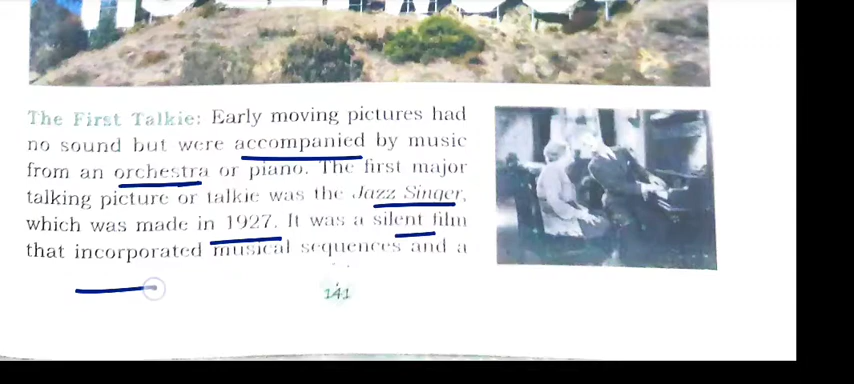 The First Talkie: Early moving pictures had
no sound but were accompanied by music
from an orchestra or piano. The first major
talking picture or talkie was the Jazz Singer,
which was made in 1927. It was a silent film
that incorporated musical sequences and a
141